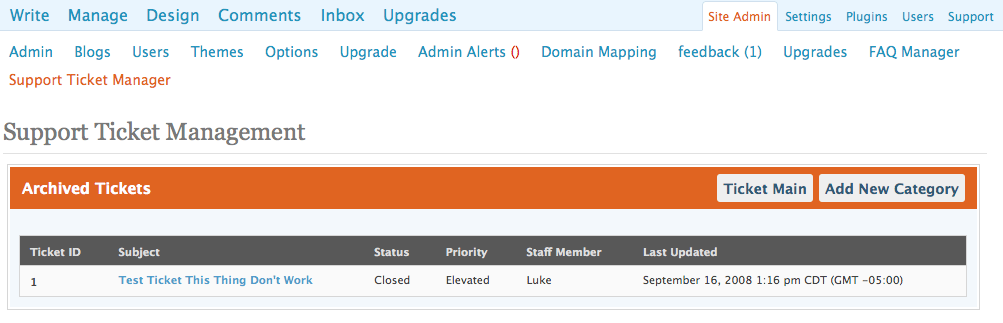 Write Manage Design Comments Inbox Upgrades Site Admin Settings Plugins Users Support
Admin Blogs Users Themes Options Upgrade Admin Alerts () Domain Mapping feedback (1) Upgrades FAQ Manager
Support Ticket Manager
Support Ticket Management
Archived Tickets Ticket Main Add New Category
Ticket ID Subject Status Priority Staff Member Last Updated
1 Test Ticket This Thing Don't Work Closed Elevated Luke September 16, 2008 1:16 pm CDT (GMT -05:00)